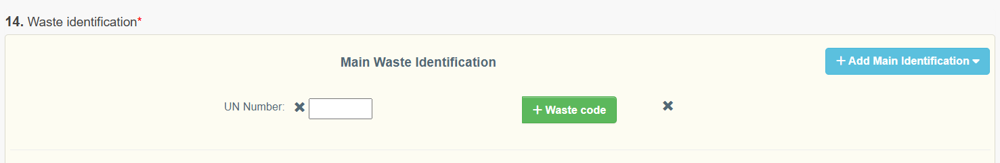 14. Waste identification*
Main Waste Identification
+ Add Main Identification
UN Number:
+ Waste code